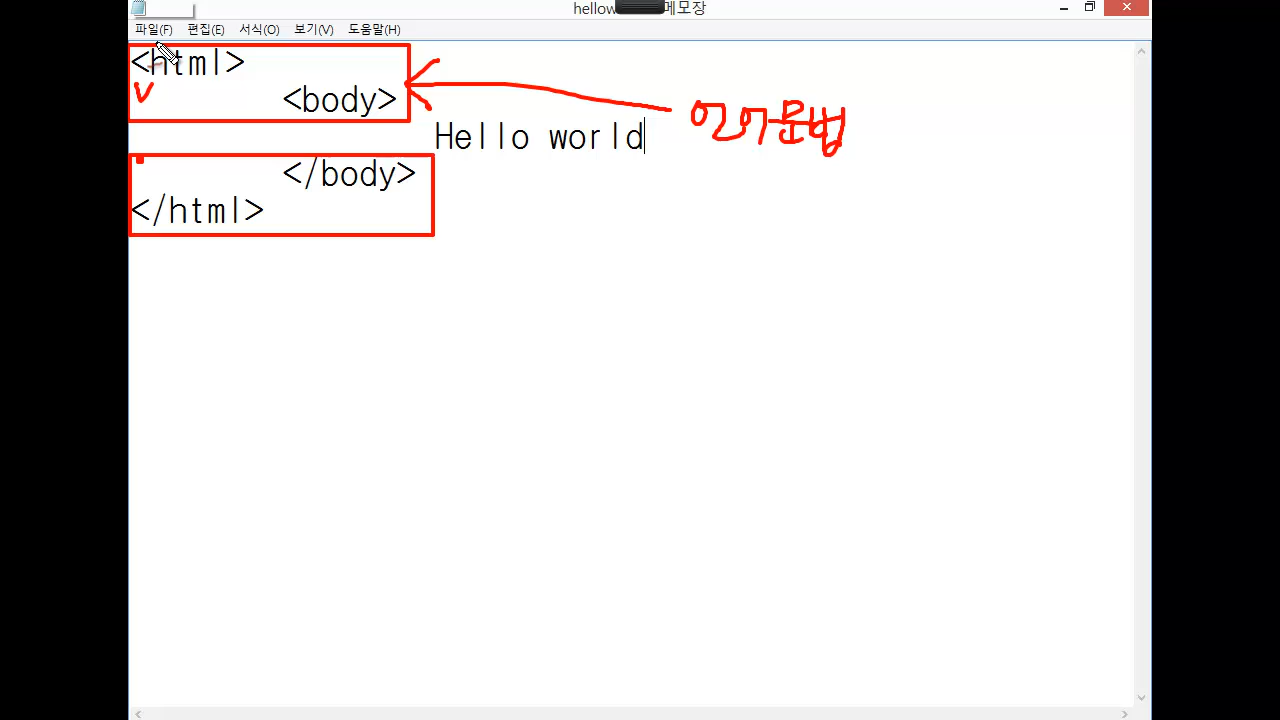 hellow 메모장
파일(F) 편집(E) 서식(O) 보기(V) 도움말(H)
<html>
v
<body>
Hello world
언어문법
</body>
</html>